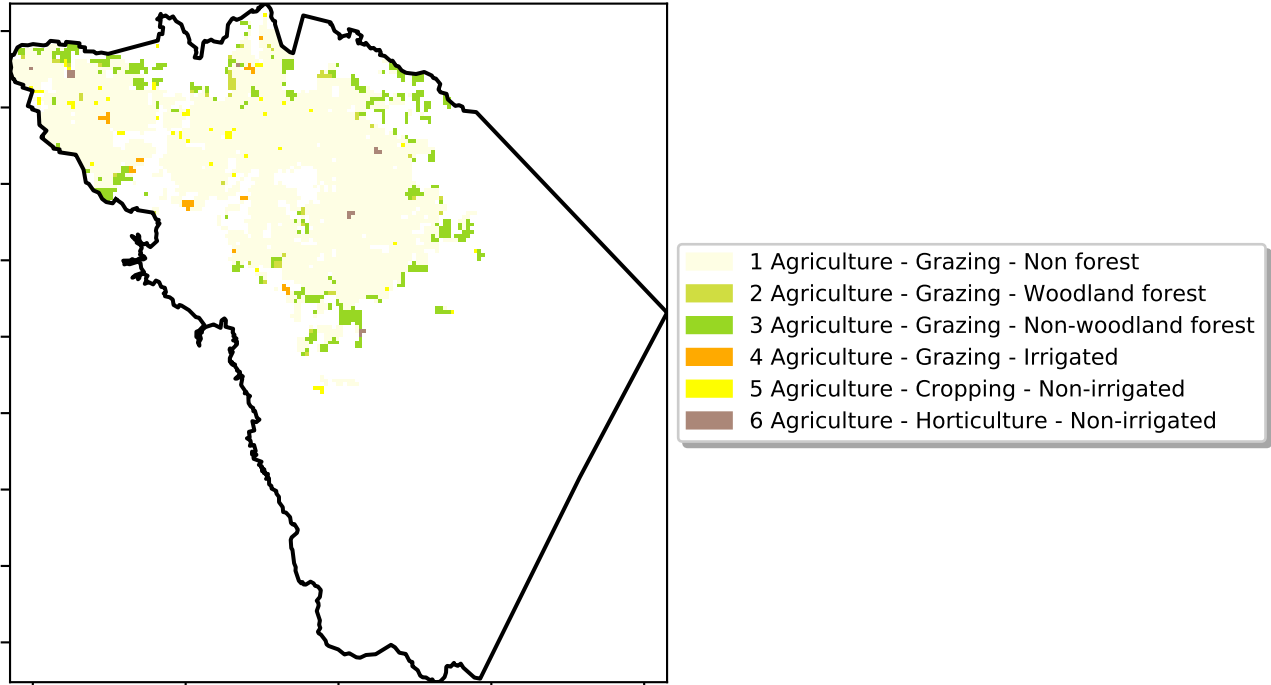 1 Agriculture - Grazing - Non forest
2 Agriculture - Grazing - Woodland forest
3 Agriculture - Grazing - Non-woodland forest
4 Agriculture - Grazing - Irrigated
5 Agriculture - Cropping - Non-irrigated
6 Agriculture - Horticulture - Non-irrigated